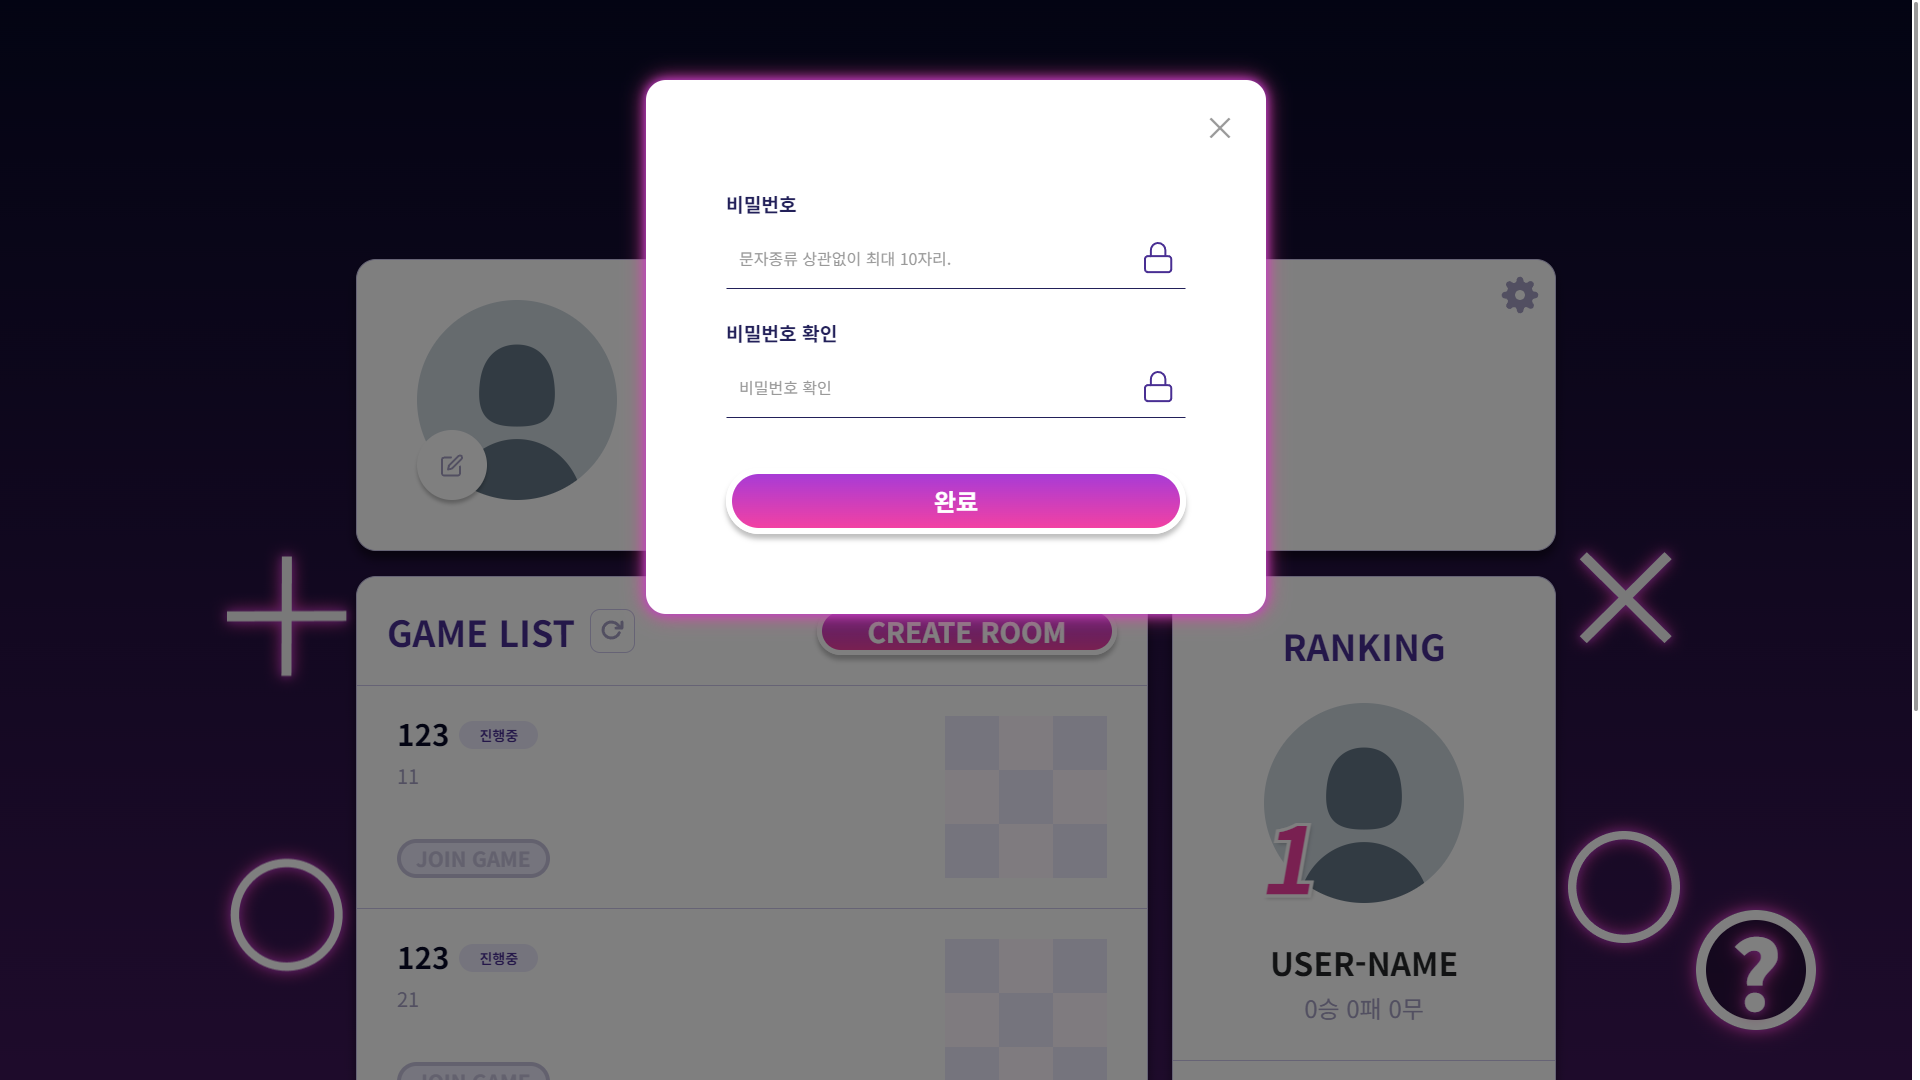 비밀번호
문자종류 상관없이 최대 10자리.
비밀번호 확인
비밀번호 확인
완료
GAME LIST
CREATE ROOM
123 진행중
11
JOIN GAME
123 진행중
21
JOIN GAME
RANKING
1
USER-NAME
0승 0패 0무
?